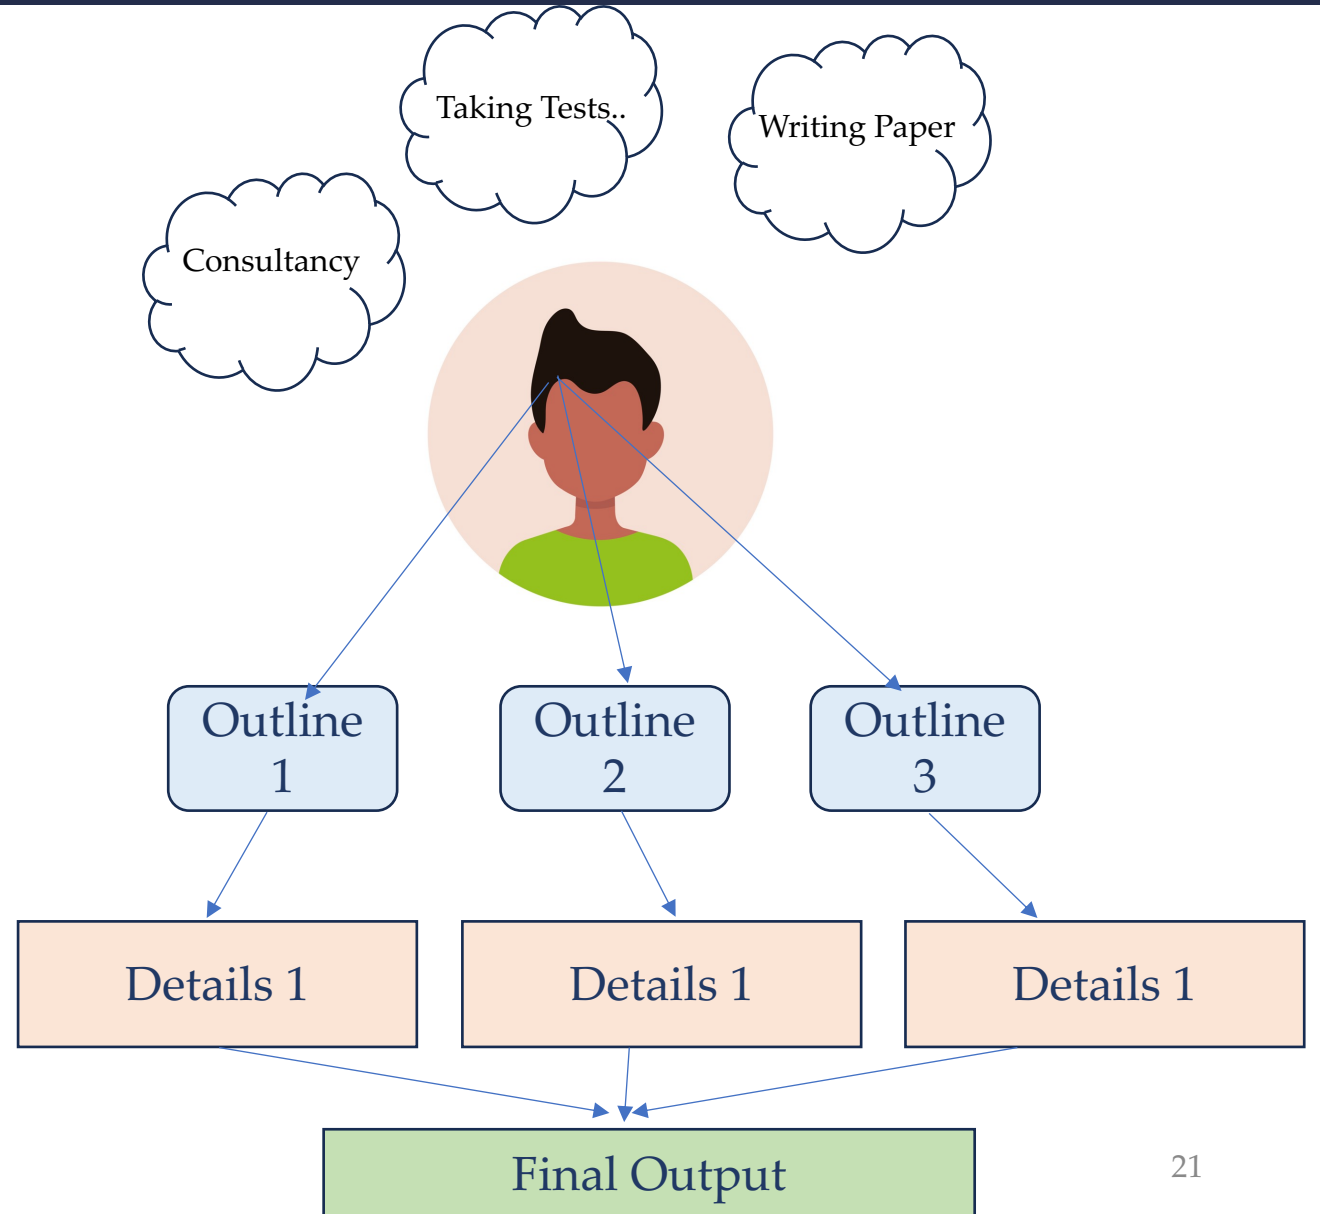 Taking Tests..
Writing Paper
Consultancy
Outline
1
Outline
2
Outline
3
Details 1
Details 1
Details 1
Final Output
21